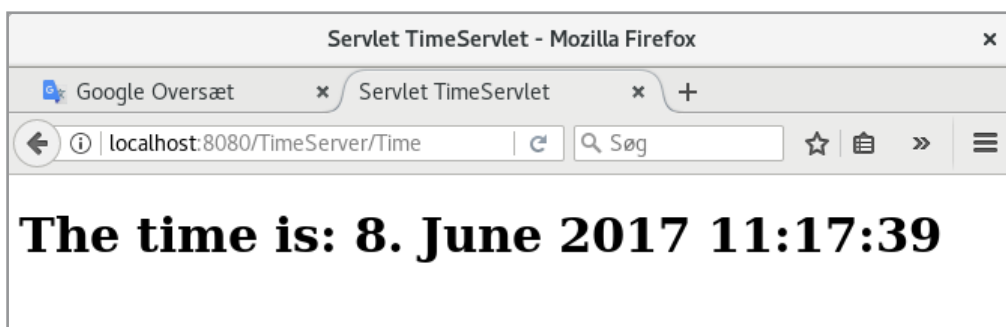 Servlet TimeServlet - Mozilla Firefox
Google Oversæt Servlet TimeServlet
localhost:8080/TimeServer/Time Søg
The time is: 8. June 2017 11:17:39